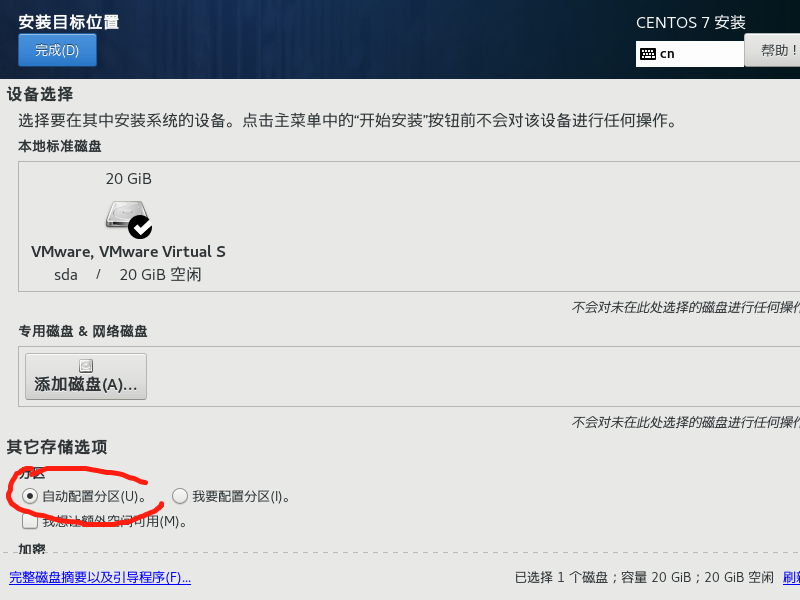 安装目标位置
CENTOS 7 安装
完成(D)
cn
帮助！
设备选择
选择要在其中安装系统的设备。点击主菜单中的“开始安装”按钮前不会对该设备进行任何操作。
本地标准磁盘
20 GiB
VMware, VMware Virtual S
sda / 20 GiB 空闲
不会对未在此处选择的磁盘进行任何操作
专用磁盘 & 网络磁盘
添加磁盘(A)...
不会对未在此处选择的磁盘进行任何操作
其它存储选项
分区
自动配置分区(U)。 我要配置分区(I)。
我想让额外空间可用(M)。
加密
完整磁盘摘要以及引导程序(F)...
已选择 1 个磁盘；容量 20 GiB；20 GiB 空闲 刷新